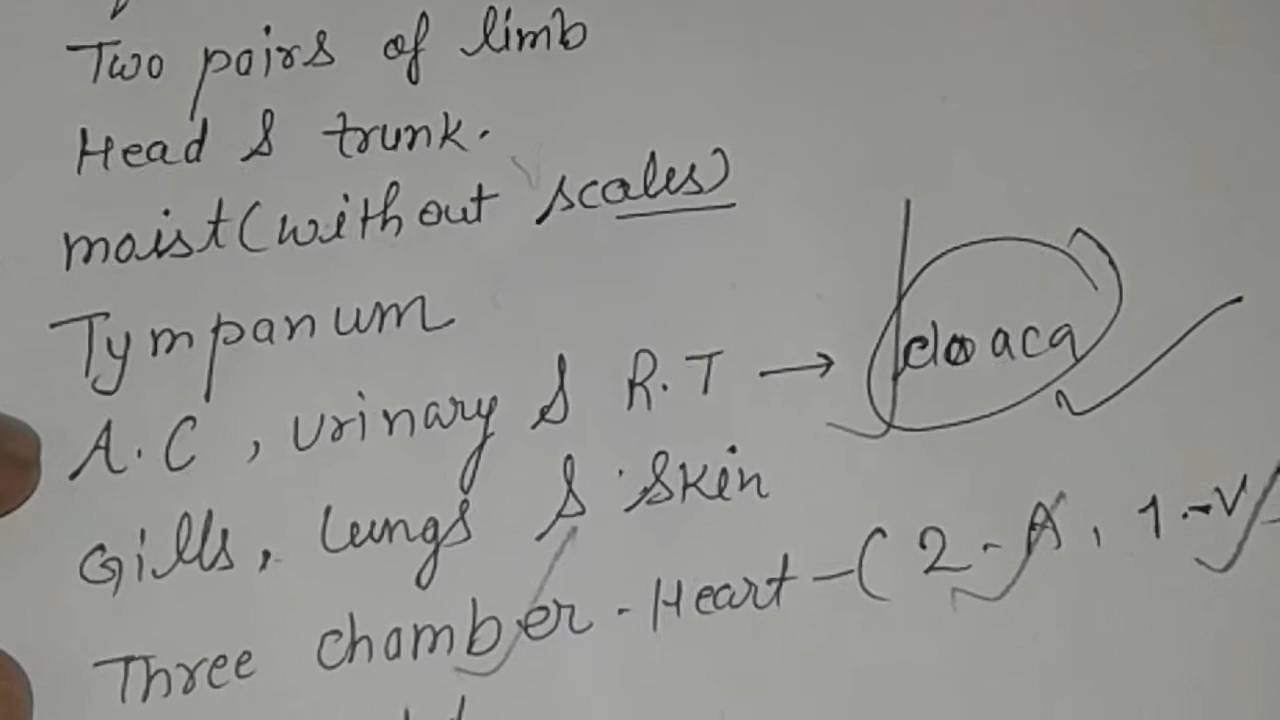 Two pairs of limb
Head & trunk.
moist (without scales)
Tympanum
A.C, urinary & R.T → cloaca
Gills, Lungs & skin
Three chamber - Heart - (2-A, 1-V)